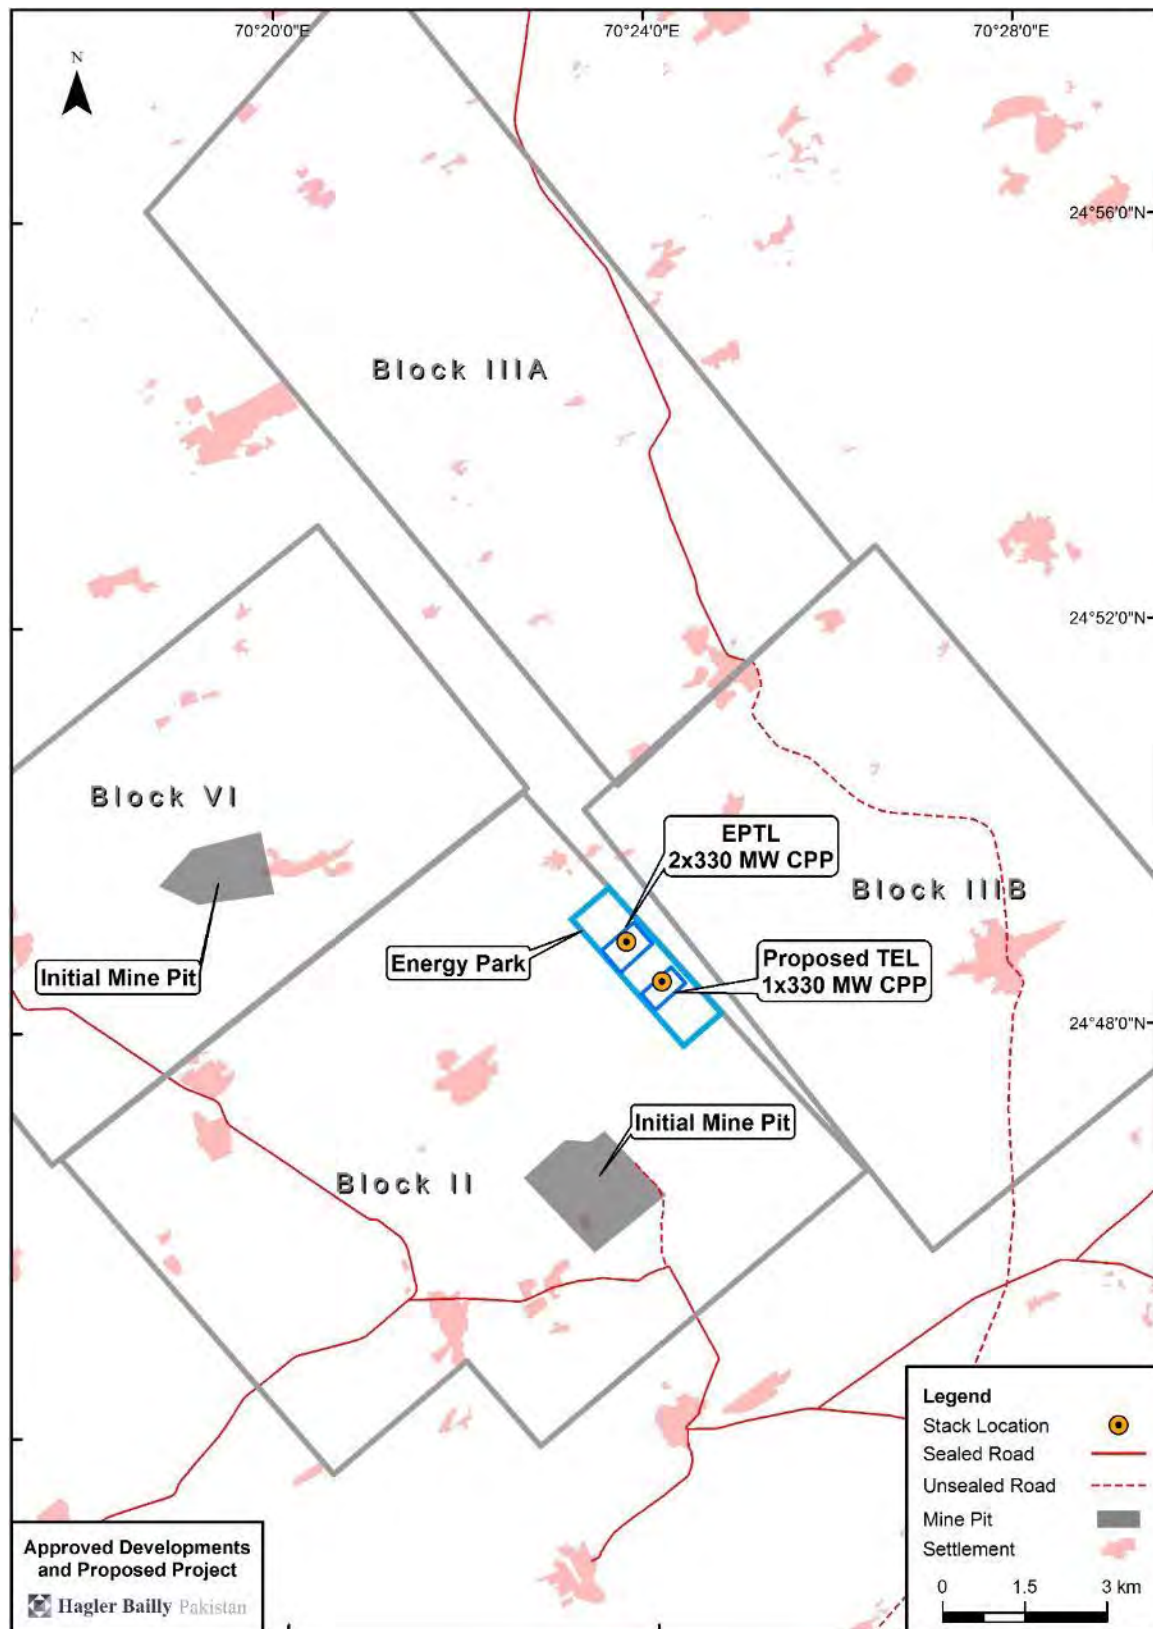 70°20'0"E
70°24'0"E
70°28'0"E
N
24°56'0"N
Block IIIA
24°52'0"N
Block VI
EPTL
2x330 MW CPP
Block IIIB
Initial Mine Pit
Energy Park
Proposed TEL
1x330 MW CPP
24°48'0"N
Initial Mine Pit
Block II
Legend
Stack Location
Sealed Road
Unsealed Road
Mine Pit
Settlement
0 1.5 3 km
Approved Developments
and Proposed Project
Hagler Bailly Pakistan